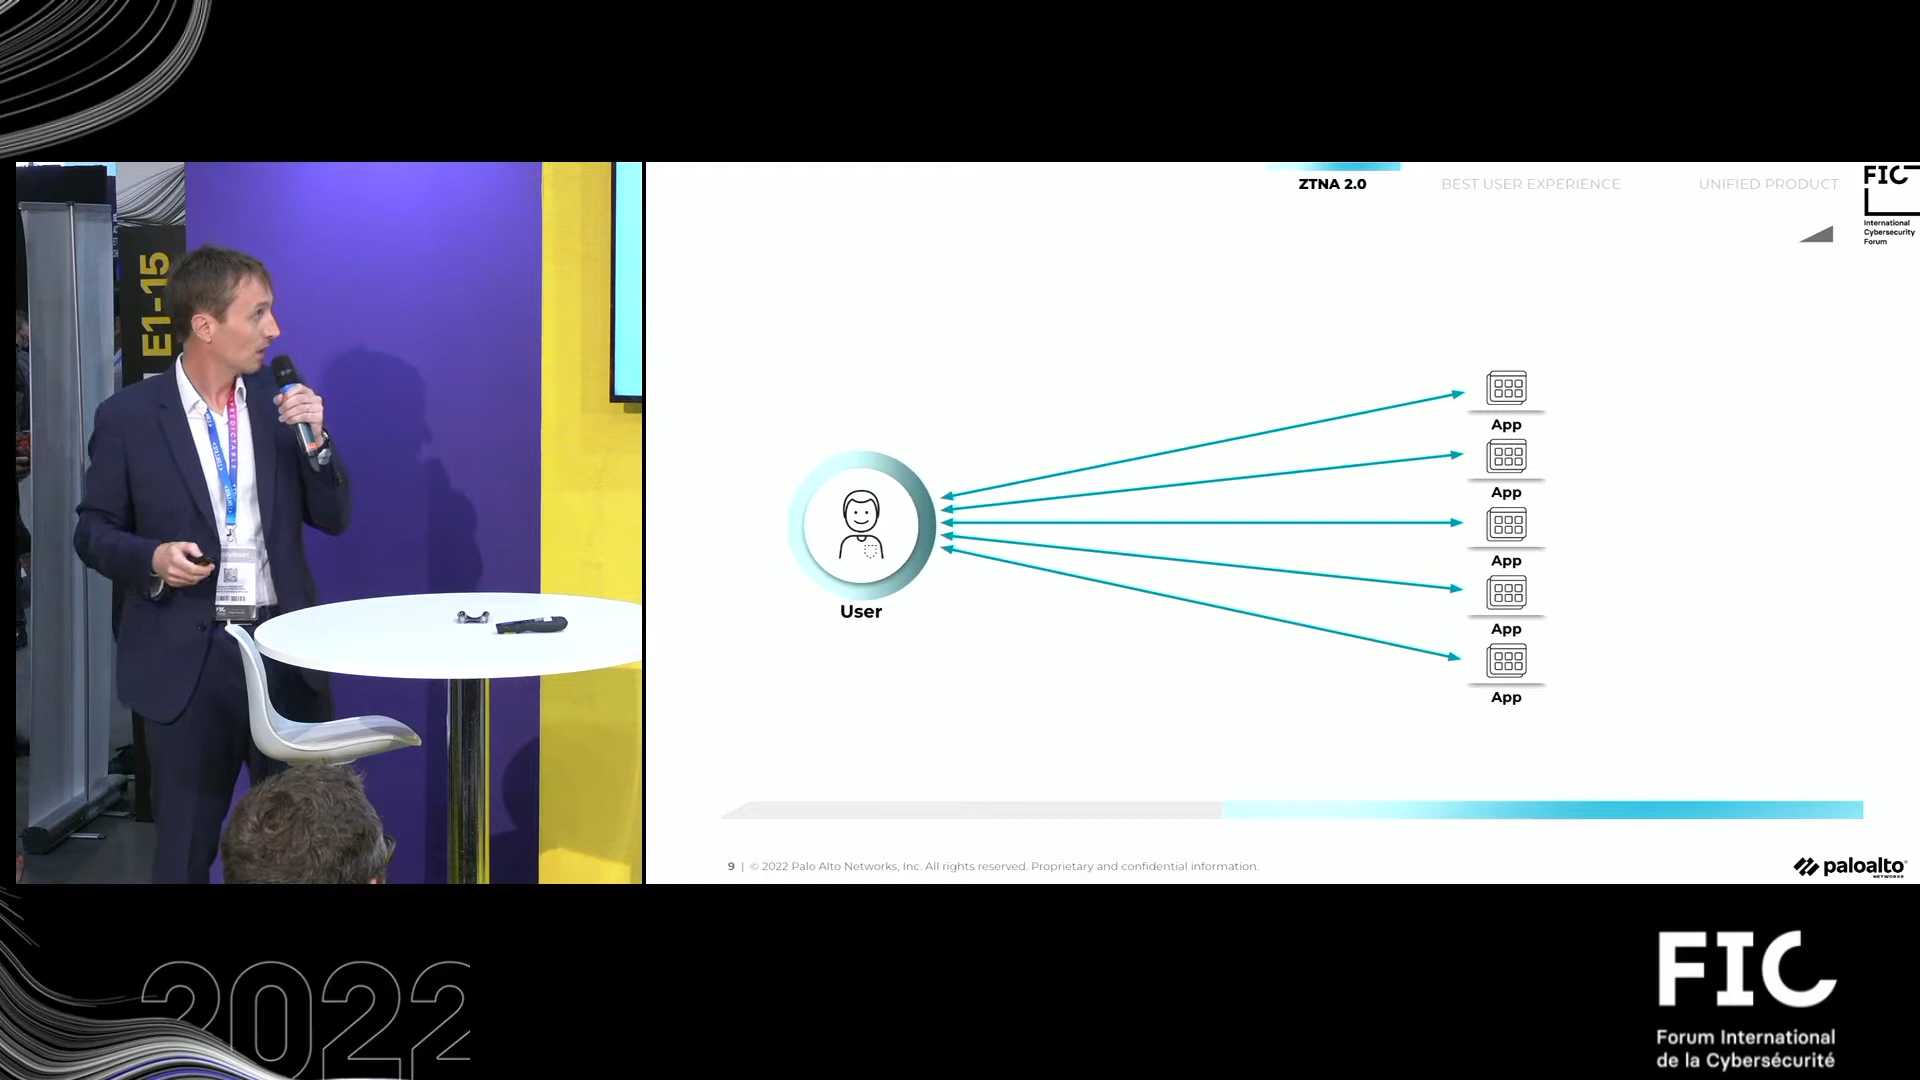 E1-15
PREDICTABLE
ZTNA 2.0
BEST USER EXPERIENCE
UNIFIED PRODUCT
FIC
International
Cybersecurity
Forum
User
App
App
App
App
App
9 | © 2022 Palo Alto Networks, Inc. All rights reserved. Proprietary and confidential information.
paloalto
NETWORKS
2022
FIC
Forum International
de la Cybersécurité